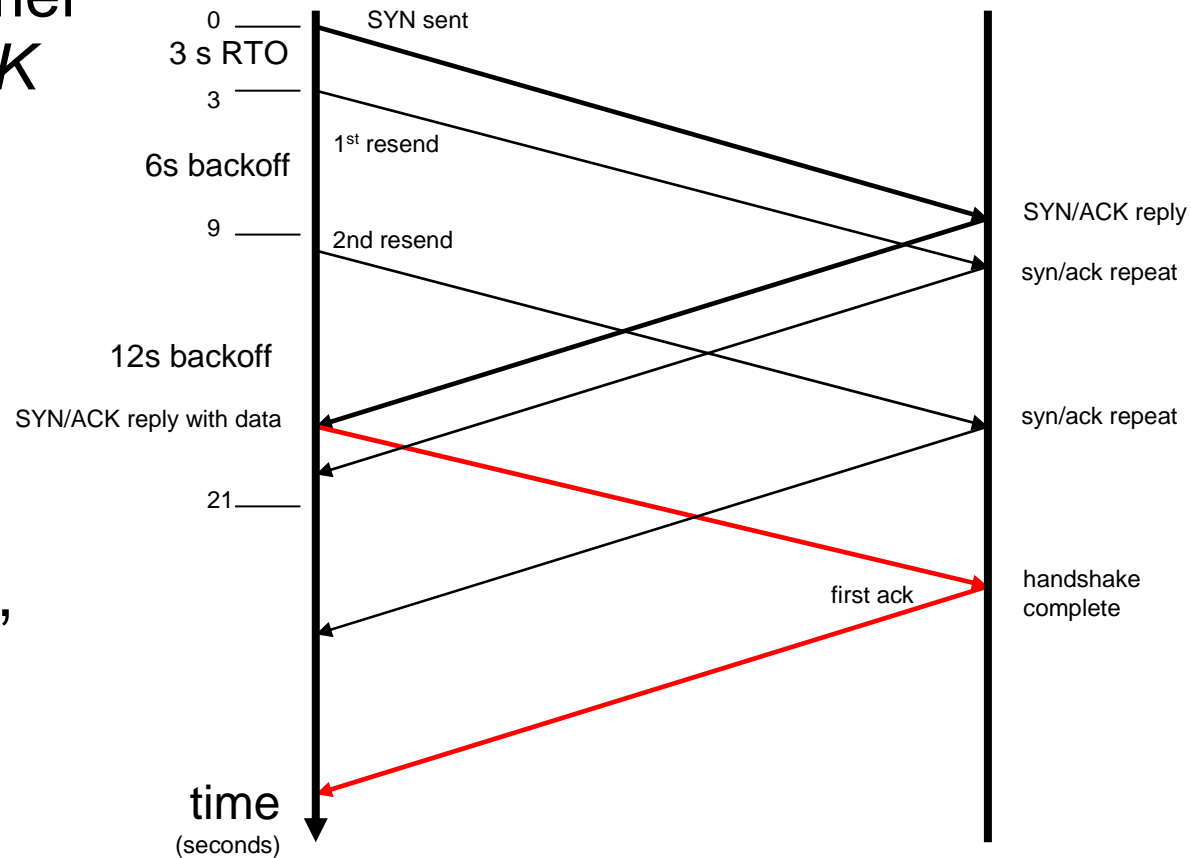 0
SYN sent
3 s RTO
K
3
1st resend
6s backoff
SYN/ACK reply
9
2nd resend
syn/ack repeat
12s backoff
SYN/ACK reply with data
syn/ack repeat
21
handshake
complete
first ack
,
time
(seconds)